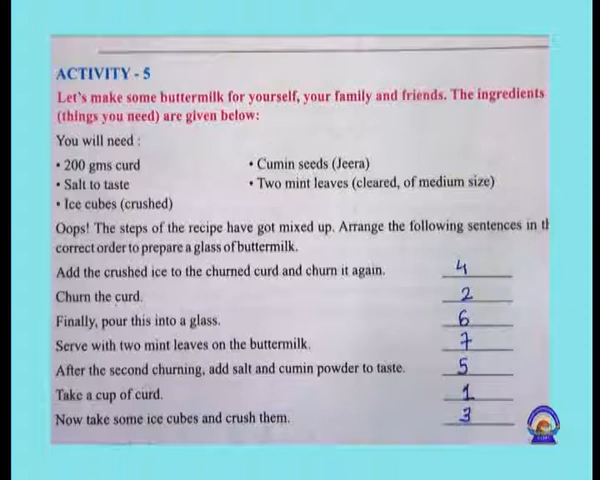 ACTIVITY - 5
Let's make some buttermilk for yourself, your family and friends. The ingredients
(things you need) are given below:
You will need :
• 200 gms curd • Cumin seeds (Jeera)
• Salt to taste • Two mint leaves (cleared, of medium size)
• Ice cubes (crushed)
Oops! The steps of the recipe have got mixed up. Arrange the following sentences in th
correct order to prepare a glass of buttermilk.
Add the crushed ice to the churned curd and churn it again. 4
Churn the curd. 2
Finally, pour this into a glass. 6
Serve with two mint leaves on the buttermilk. 7
After the second churning, add salt and cumin powder to taste. 5
Take a cup of curd. 1
Now take some ice cubes and crush them. 3